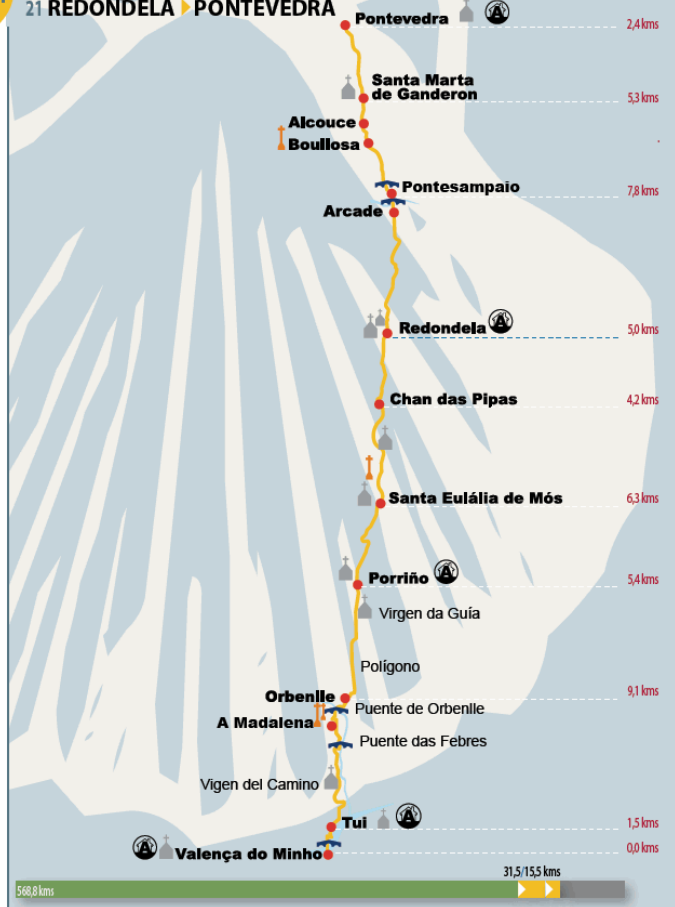 21 REDONDELA PONTEVEDRA
Pontevedra
2,4 kms
Santa Marta
de Ganderon
5,3 kms
Alcouce
Boullosa
Pontesampaio
7,8 kms
Arcade
Redondela
5,0 kms
Chan das Pipas
4,2 kms
Santa Eulália de Mós
6,3 kms
Porriño
5,4 kms
Virgen da Guía
Polígono
Orbenlle
9,1 kms
Puente de Orbenlle
A Madalena
Puente das Febres
Vigen del Camino
Tui
1,5 kms
Valença do Minho
0,0 kms
31,5/15,5 kms
568,8 kms